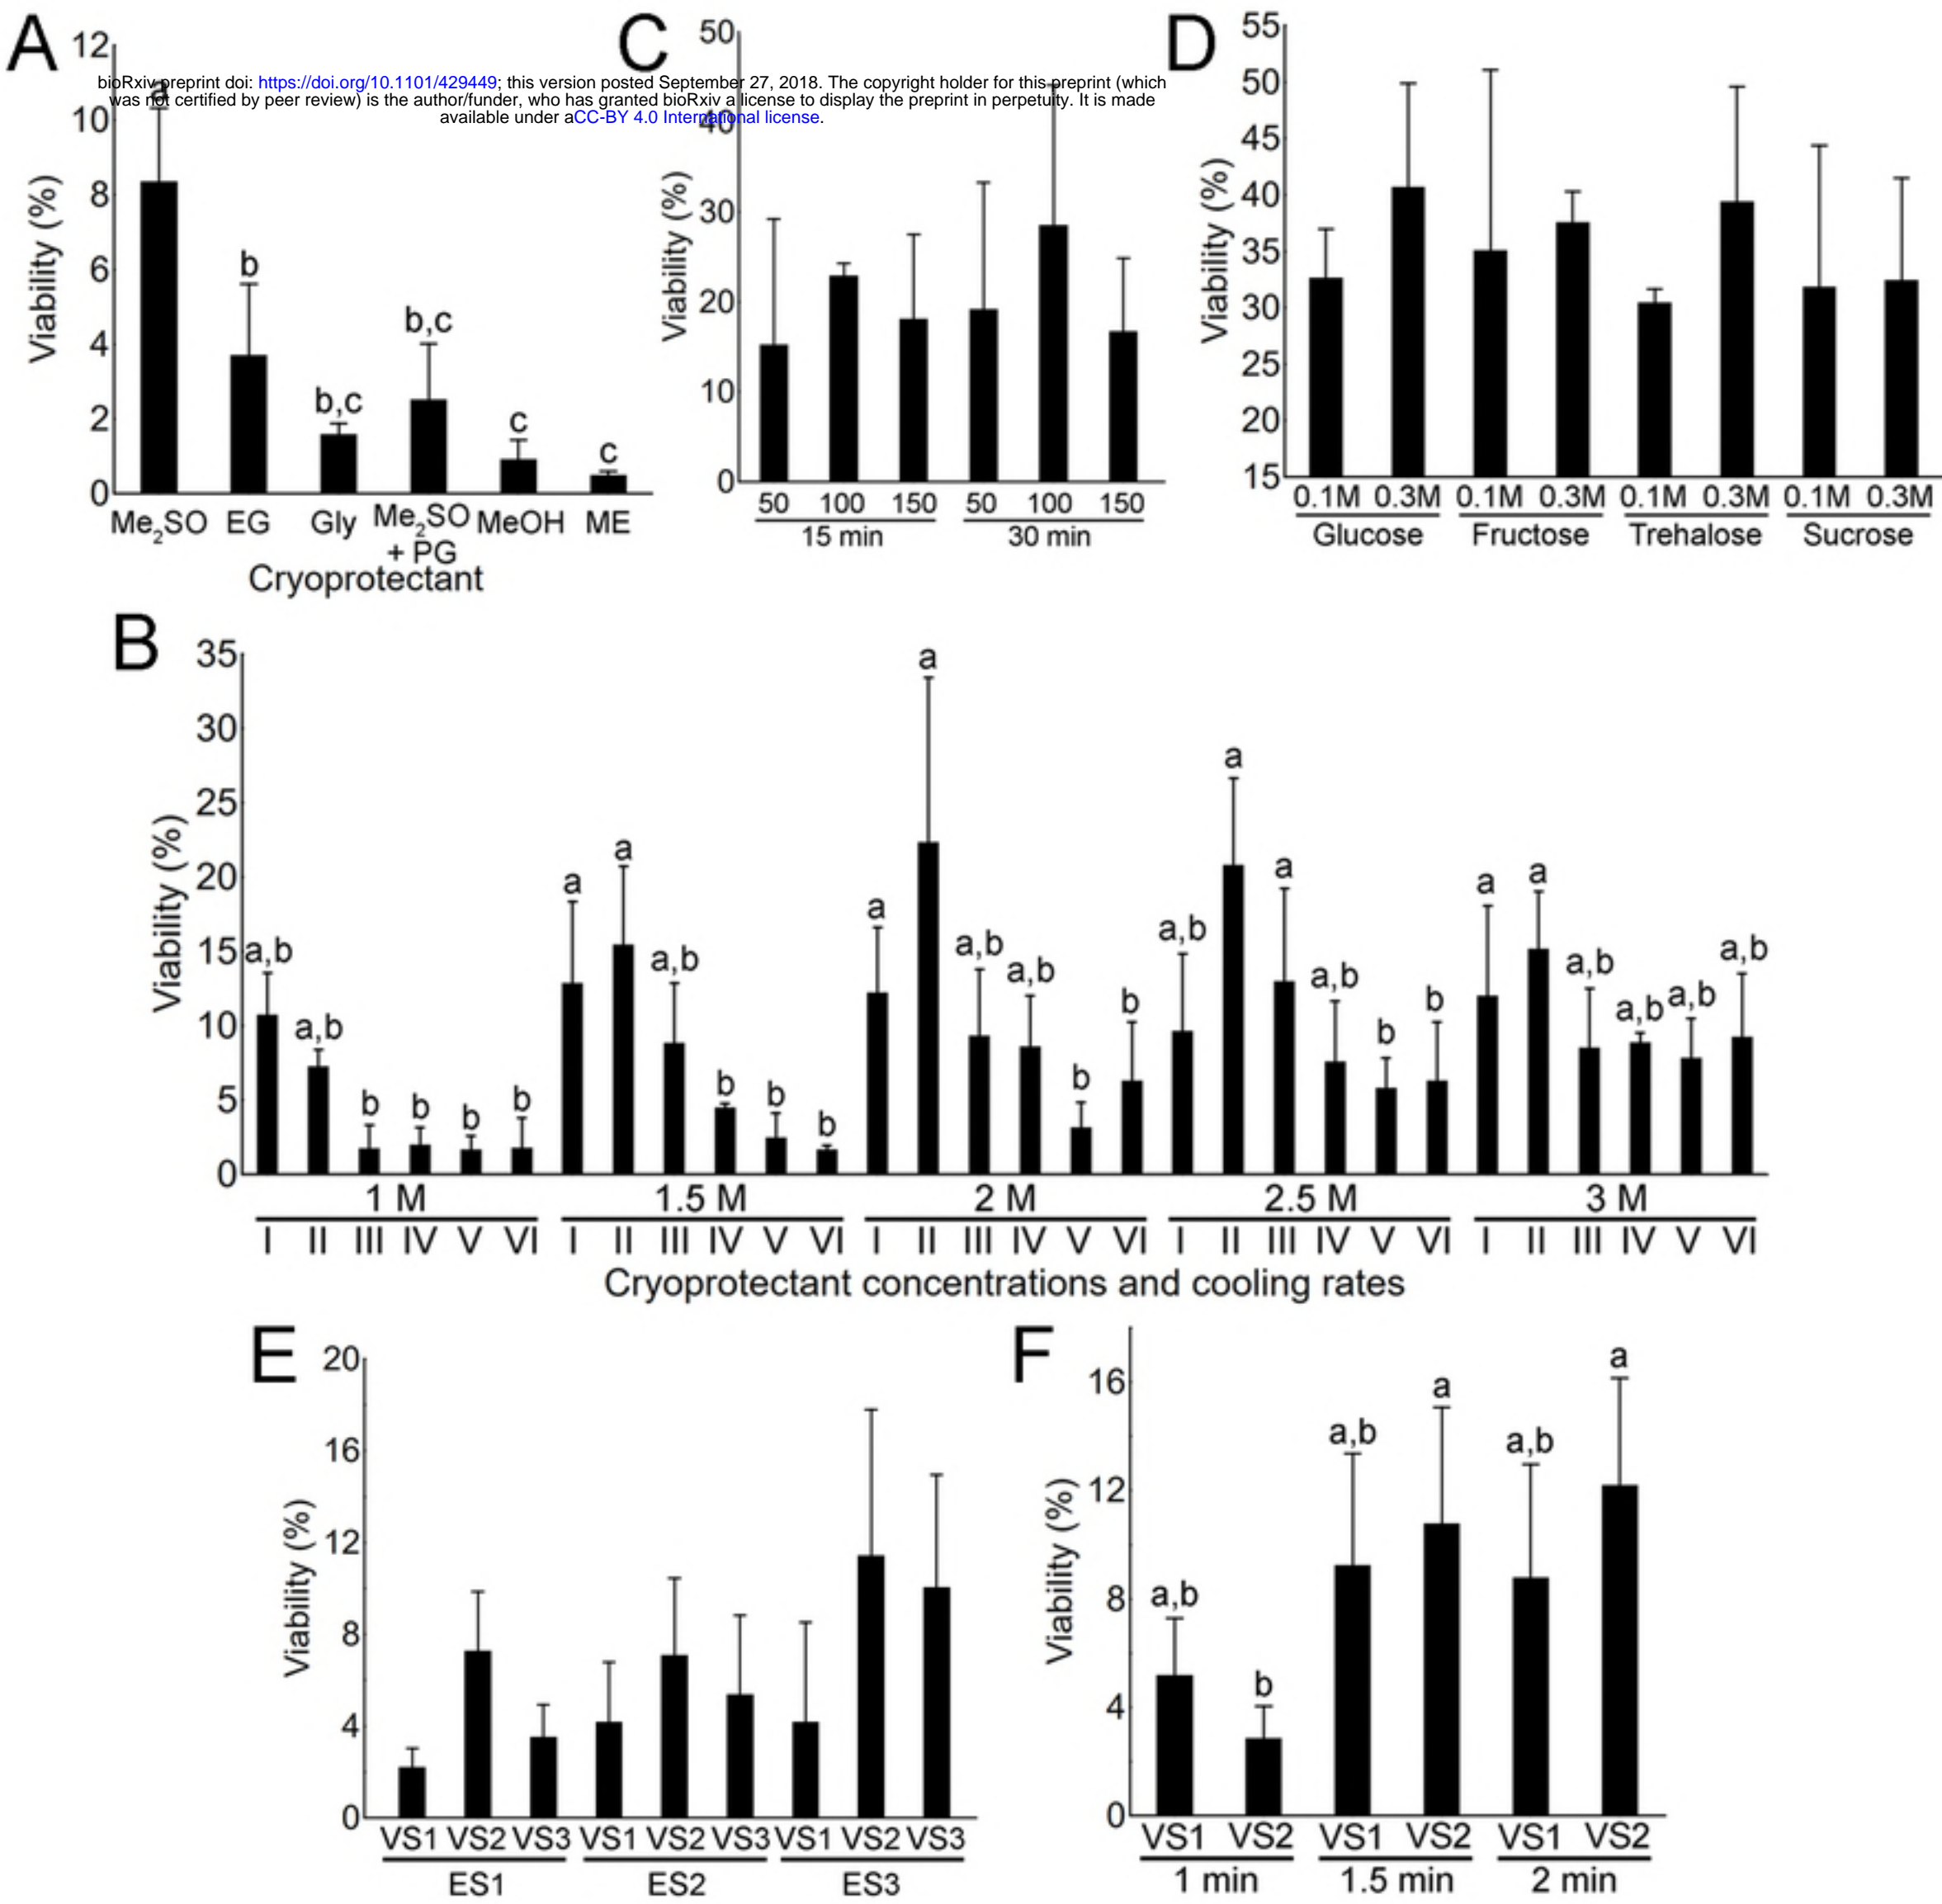 A
C
D
bioRxiv preprint doi: https://doi.org/10.1101/429449; this version posted September 27, 2018. The copyright holder for this preprint (which
was not certified by peer review) is the author/funder, who has granted bioRxiv a license to display the preprint in perpetuity. It is made
available under aCC-BY 4.0 International license.
12
10
8
6
4
2
0
Viability (%)
a
b
b,c
b,c
c
c
Me2SO EG Gly Me2SO MeOH ME
+ PG
Cryoprotectant
50
40
30
20
10
0
Viability (%)
50 100 150 50 100 150
15 min 30 min
55
50
45
40
35
30
25
20
15
Viability (%)
0.1M 0.3M 0.1M 0.3M 0.1M 0.3M 0.1M 0.3M
Glucose Fructose Trehalose Sucrose
B
35
30
25
20
15
10
5
0
Viability (%)
a,b a,b b b b b
a a a,b b b b
a a a,b a,b b b
a,b a a a,b b b
a a a,b a,b a,b a,b
1 M 1.5 M 2 M 2.5 M 3 M
I II III IV V VI I II III IV V VI I II III IV V VI I II III IV V VI I II III IV V VI
Cryoprotectant concentrations and cooling rates
E
20
16
12
8
4
0
Viability (%)
VS1 VS2 VS3 VS1 VS2 VS3 VS1 VS2 VS3
ES1 ES2 ES3
F
16
12
8
4
0
Viability (%)
a,b b a,b a a,b a
VS1 VS2 VS1 VS2 VS1 VS2
1 min 1.5 min 2 min